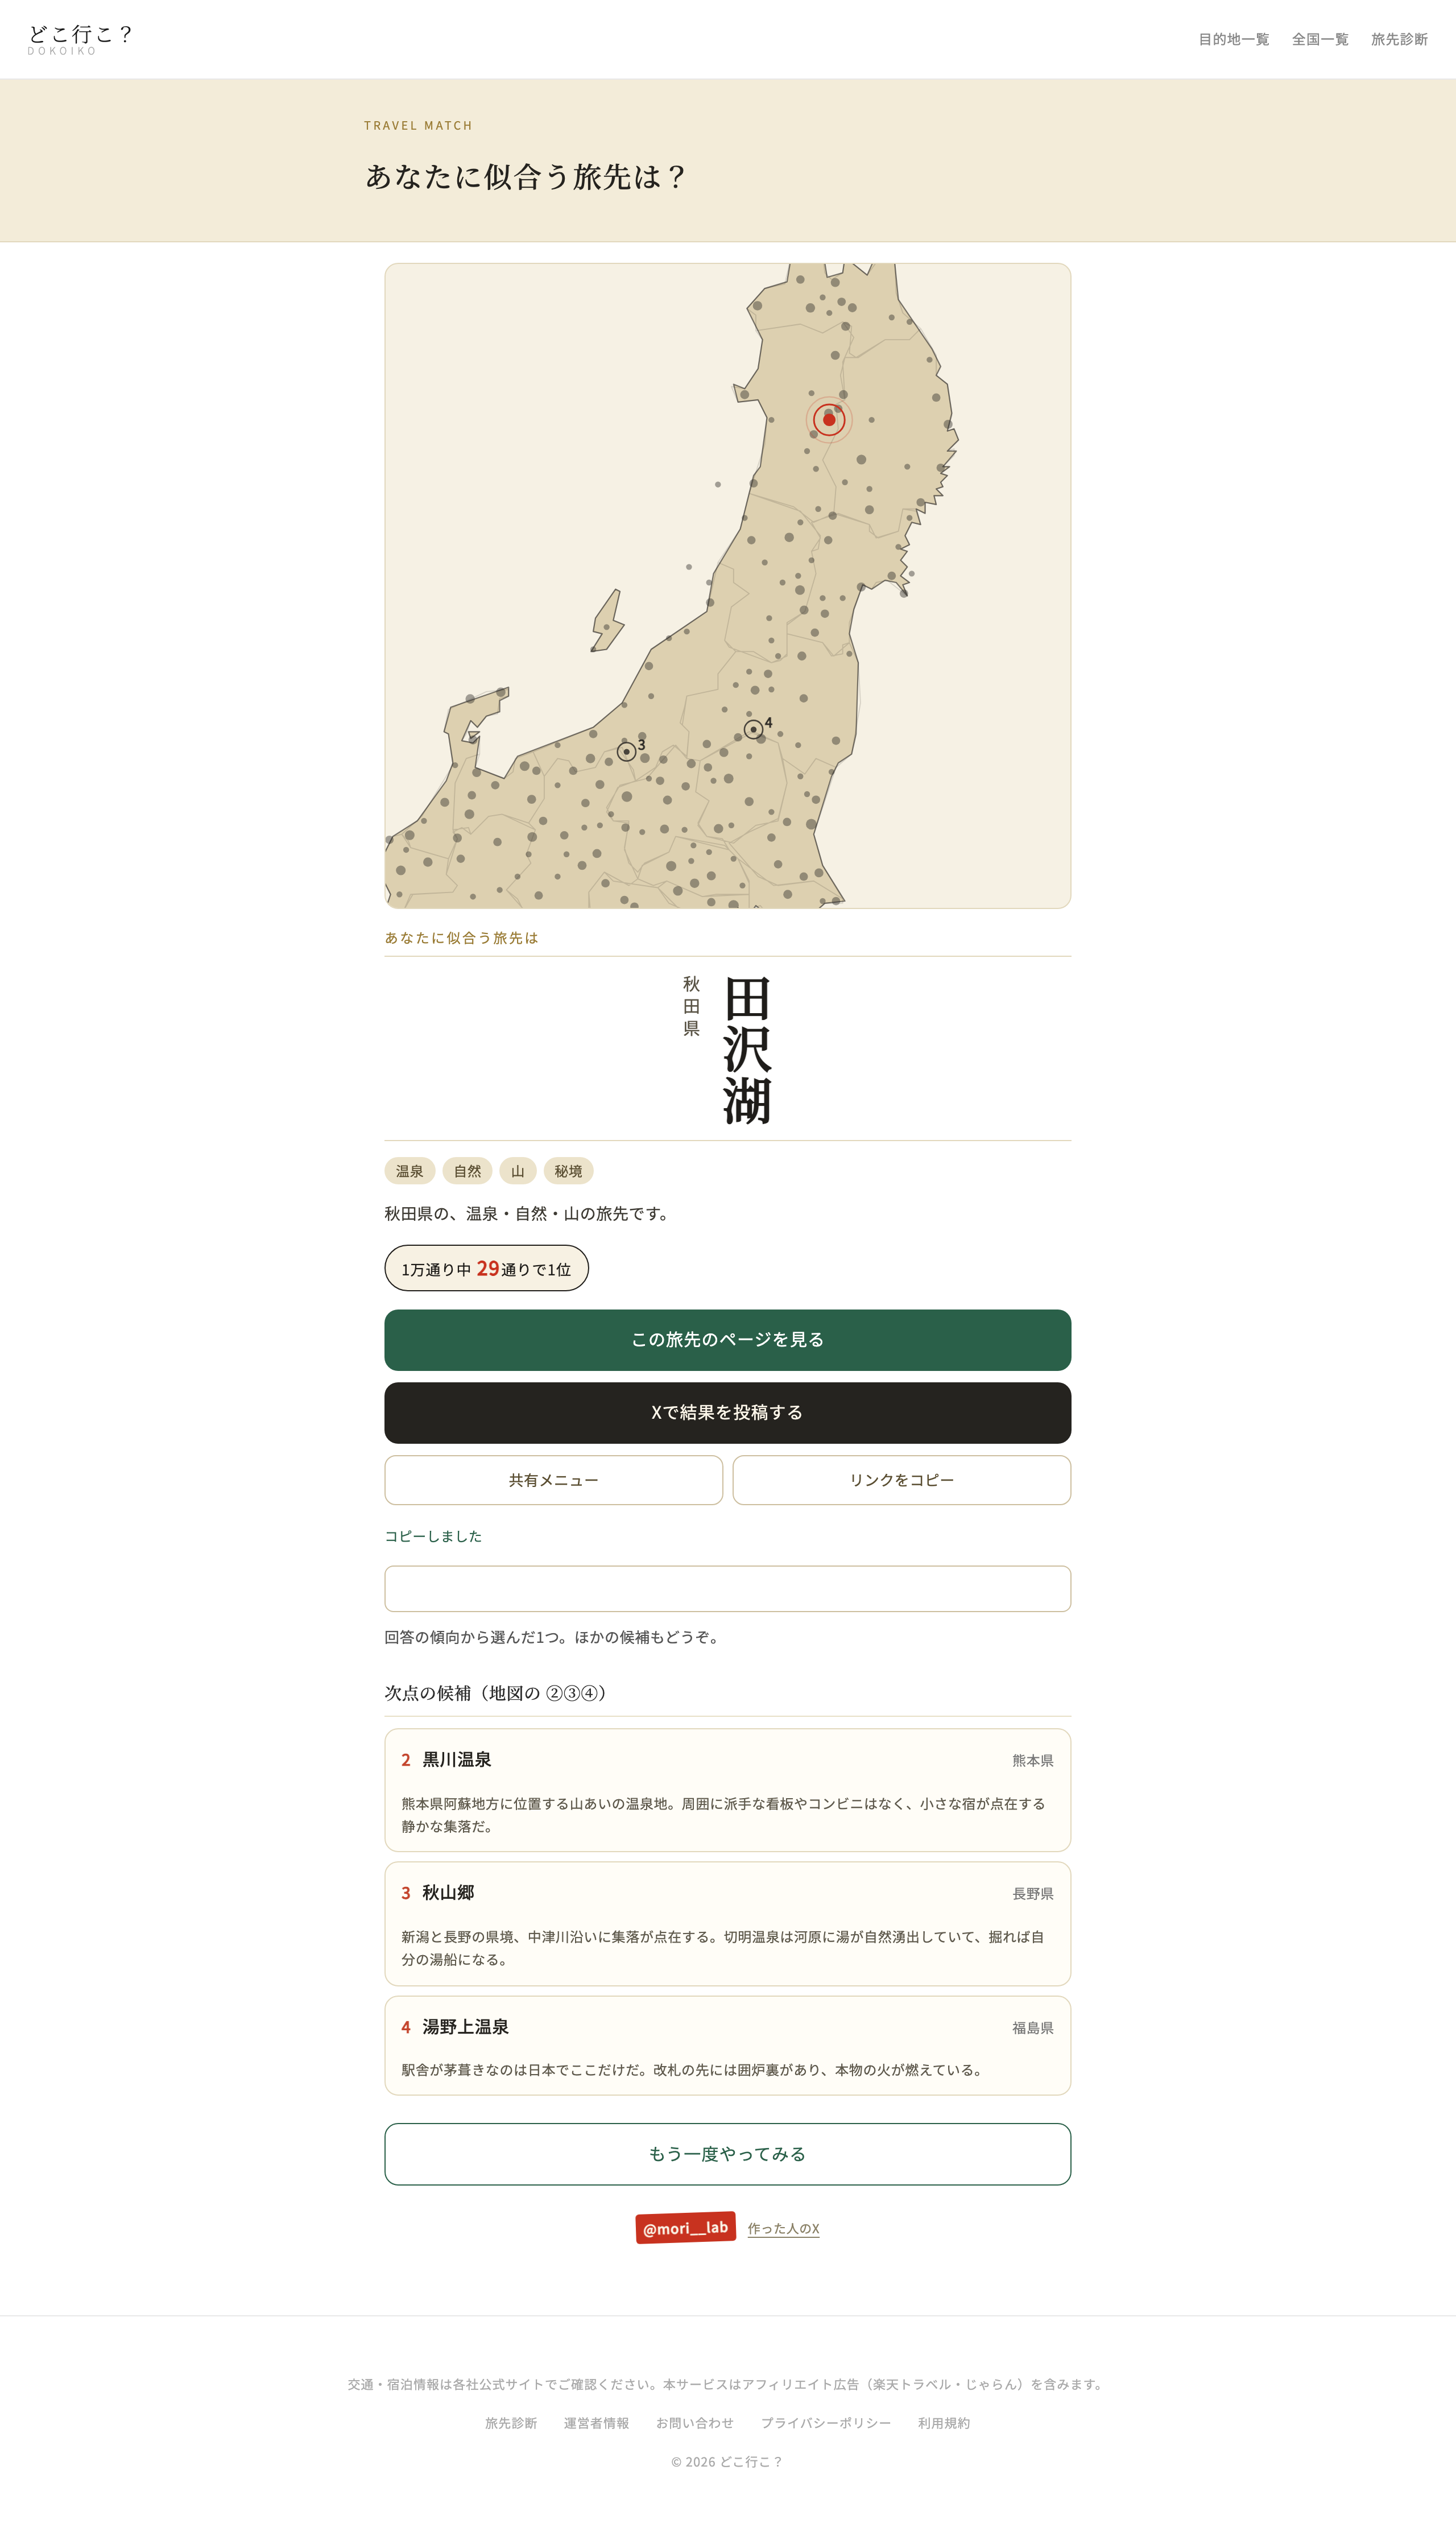 どこ行こ？
DOKOIKO
目的地一覧 全国一覧 旅先診断
TRAVEL MATCH
あなたに似合う旅先は？
3
4
あなたに似合う旅先は
田沢湖
秋田県
温泉 自然 山 秘境
秋田県の、温泉・自然・山の旅先です。
1万通り中 29通りで1位
この旅先のページを見る
Xで結果を投稿する
共有メニュー リンクをコピー
コピーしました
回答の傾向から選んだ1つ。ほかの候補もどうぞ。
次点の候補（地図の ②③④）
2 黒川温泉 熊本県
熊本県阿蘇地方に位置する山あいの温泉地。周囲に派手な看板やコンビニはなく、小さな宿が点在する
静かな集落だ。
3 秋山郷 長野県
新潟と長野の県境、中津川沿いに集落が点在する。切明温泉は河原に湯が自然湧出していて、掘れば自
分の湯船になる。
4 湯野上温泉 福島県
駅舎が茅葺きなのは日本でここだけだ。改札の先には囲炉裏があり、本物の火が燃えている。
もう一度やってみる
@mori__lab 作った人のX
交通・宿泊情報は各社公式サイトでご確認ください。本サービスはアフィリエイト広告（楽天トラベル・じゃらん）を含みます。
旅先診断 運営者情報 お問い合わせ プライバシーポリシー 利用規約
© 2026 どこ行こ？